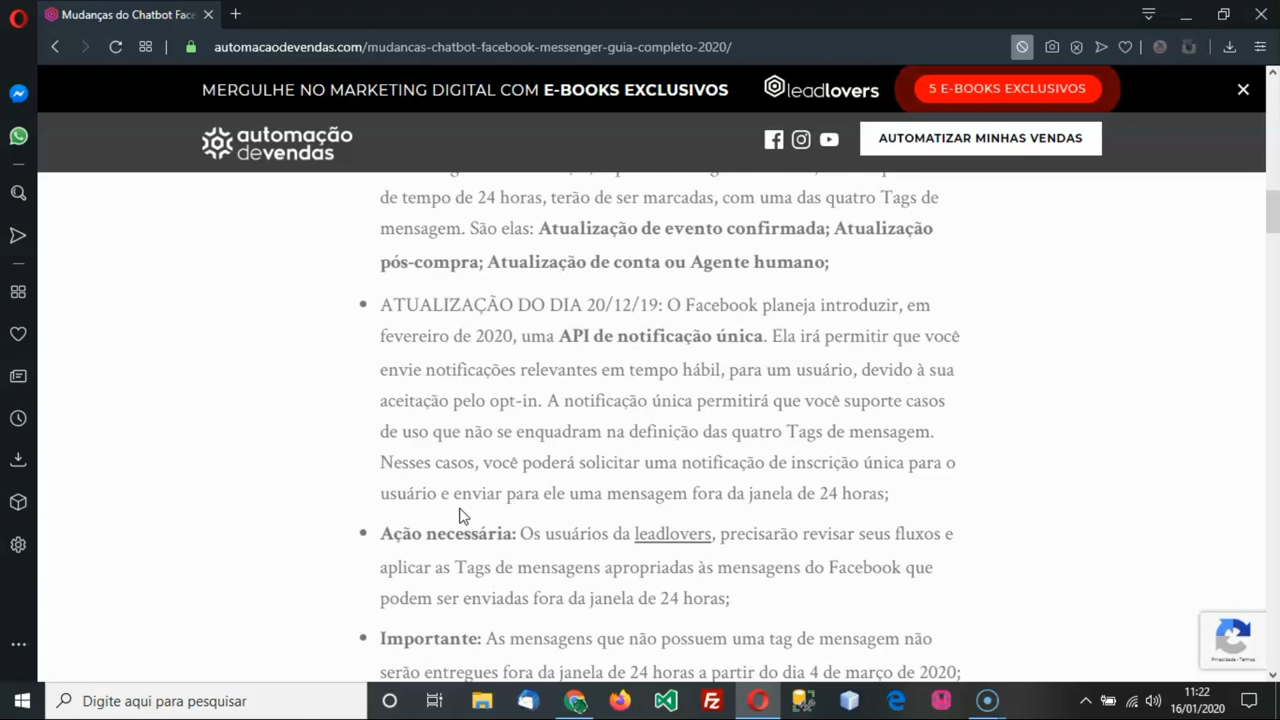 Mudanças do Chatbot Face
automacaodevendas.com/mudancas-chatbot-facebook-messenger-guia-completo-2020/
MERGULHE NO MARKETING DIGITAL COM E-BOOKS EXCLUSIVOS
leadlovers
5 E-BOOKS EXCLUSIVOS
automação
devendas
AUTOMATIZAR MINHAS VENDAS
de tempo de 24 horas, terão de ser marcadas, com uma das quatro Tags de
mensagem. São elas: Atualização de evento confirmada; Atualização
pós-compra; Atualização de conta ou Agente humano;
• ATUALIZAÇÃO DO DIA 20/12/19: O Facebook planeja introduzir, em
fevereiro de 2020, uma API de notificação única. Ela irá permitir que você
envie notificações relevantes em tempo hábil, para um usuário, devido à sua
aceitação pelo opt-in. A notificação única permitirá que você suporte casos
de uso que não se enquadram na definição das quatro Tags de mensagem.
Nesses casos, você poderá solicitar uma notificação de inscrição única para o
usuário e enviar para ele uma mensagem fora da janela de 24 horas;
• Ação necessária: Os usuários da leadlovers, precisarão revisar seus fluxos e
aplicar as Tags de mensagens apropriadas às mensagens do Facebook que
podem ser enviadas fora da janela de 24 horas;
• Importante: As mensagens que não possuem uma tag de mensagem não
serão entregues fora da janela de 24 horas a partir do dia 4 de março de 2020;
Privacidade - Termos
Digite aqui para pesquisar
11:22
16/01/2020